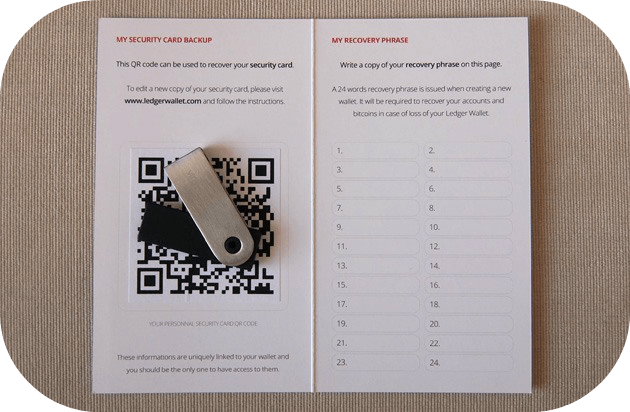 MY SECURITY CARD BACKUP
This QR code can be used to recover your security card.
To edit a new copy of your security card, please visit
www.ledgerwallet.com and follow the instructions.
YOUR PERSONNAL SECURITY CARD QR CODE
These informations are uniquely linked to your wallet and
you should be the only one to have access to them.
MY RECOVERY PHRASE
Write a copy of your recovery phrase on this page.
A 24 words recovery phrase is issued when creating a new
wallet. It will be required to recover your accounts and
bitcoins in case of loss of your Ledger Wallet.
1. 2.
3. 4.
5. 6.
7. 8.
9. 10.
11. 12.
13. 14.
15. 16.
17. 18.
19. 20.
21. 22.
23. 24.